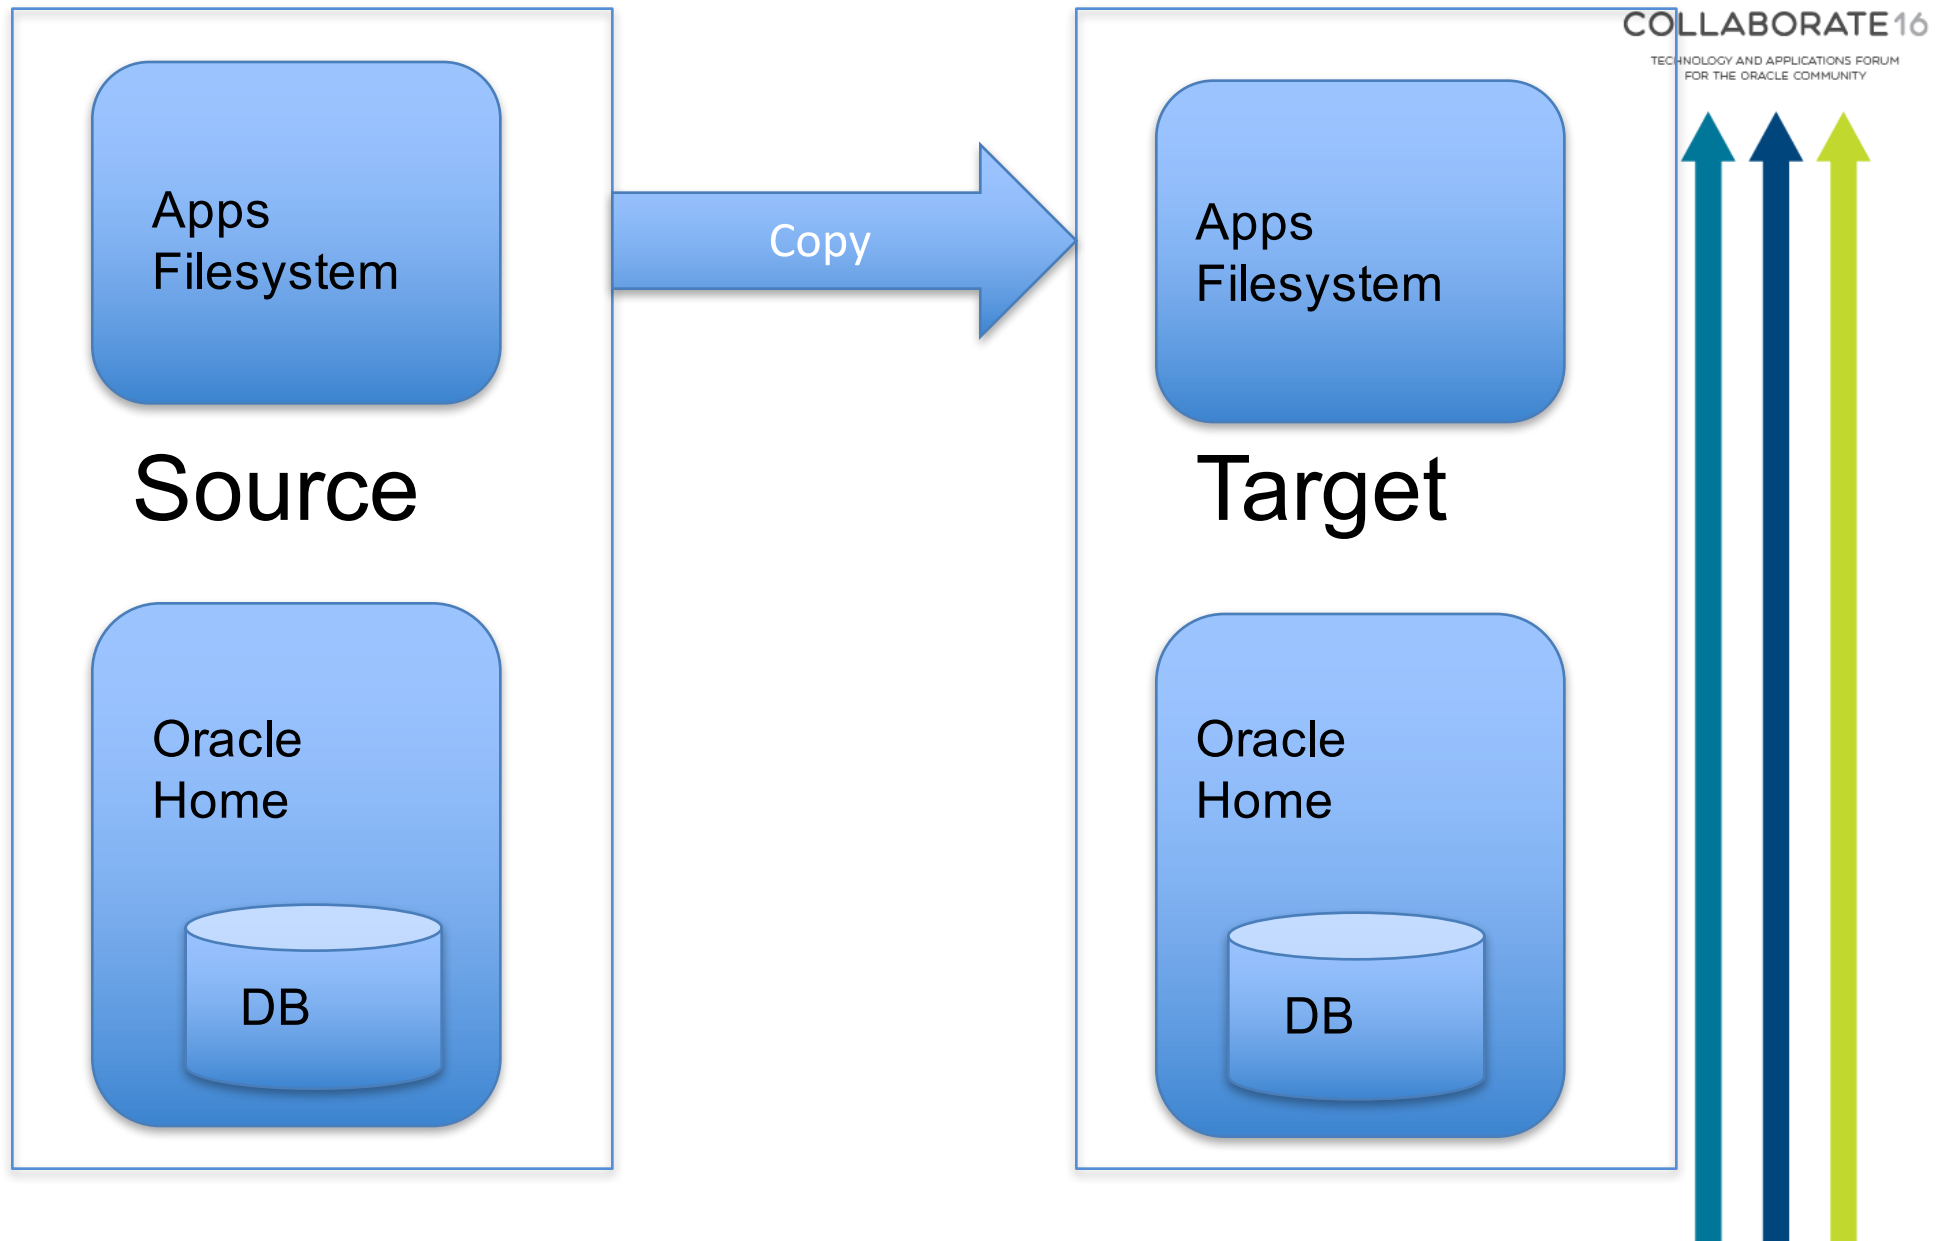 COLLABORATE16
TECHNOLOGY AND APPLICATIONS FORUM
FOR THE ORACLE COMMUNITY
Apps
Filesystem
Source
Oracle
Home
DB
Copy
Apps
Filesystem
Target
Oracle
Home
DB